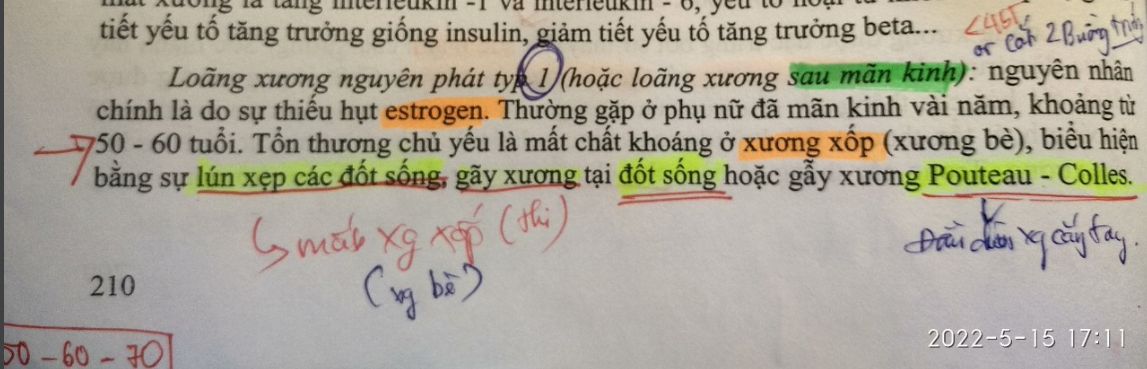 mất xương là tăng interleukin -1 và interleukin - 6, yếu tố
tiết yếu tố tăng trưởng giống insulin, giảm tiết yếu tố tăng trưởng beta...
<45T
or cắt 2 Buồng trứng
Loãng xương nguyên phát typ 1 (hoặc loãng xương sau mãn kinh): nguyên nhân
chính là do sự thiếu hụt estrogen. Thường gặp ở phụ nữ đã mãn kinh vài năm, khoảng từ
50 - 60 tuổi. Tổn thương chủ yếu là mất chất khoáng ở xương xốp (xương bè), biểu hiện
bằng sự lún xẹp các đốt sống, gãy xương tại đốt sống hoặc gẫy xương Pouteau - Colles.
mất xg xốp (thi)
(xg bè)
Đầu dưới xg cẳng tay.
210
50 - 60 - 70
2022-5-15 17:11